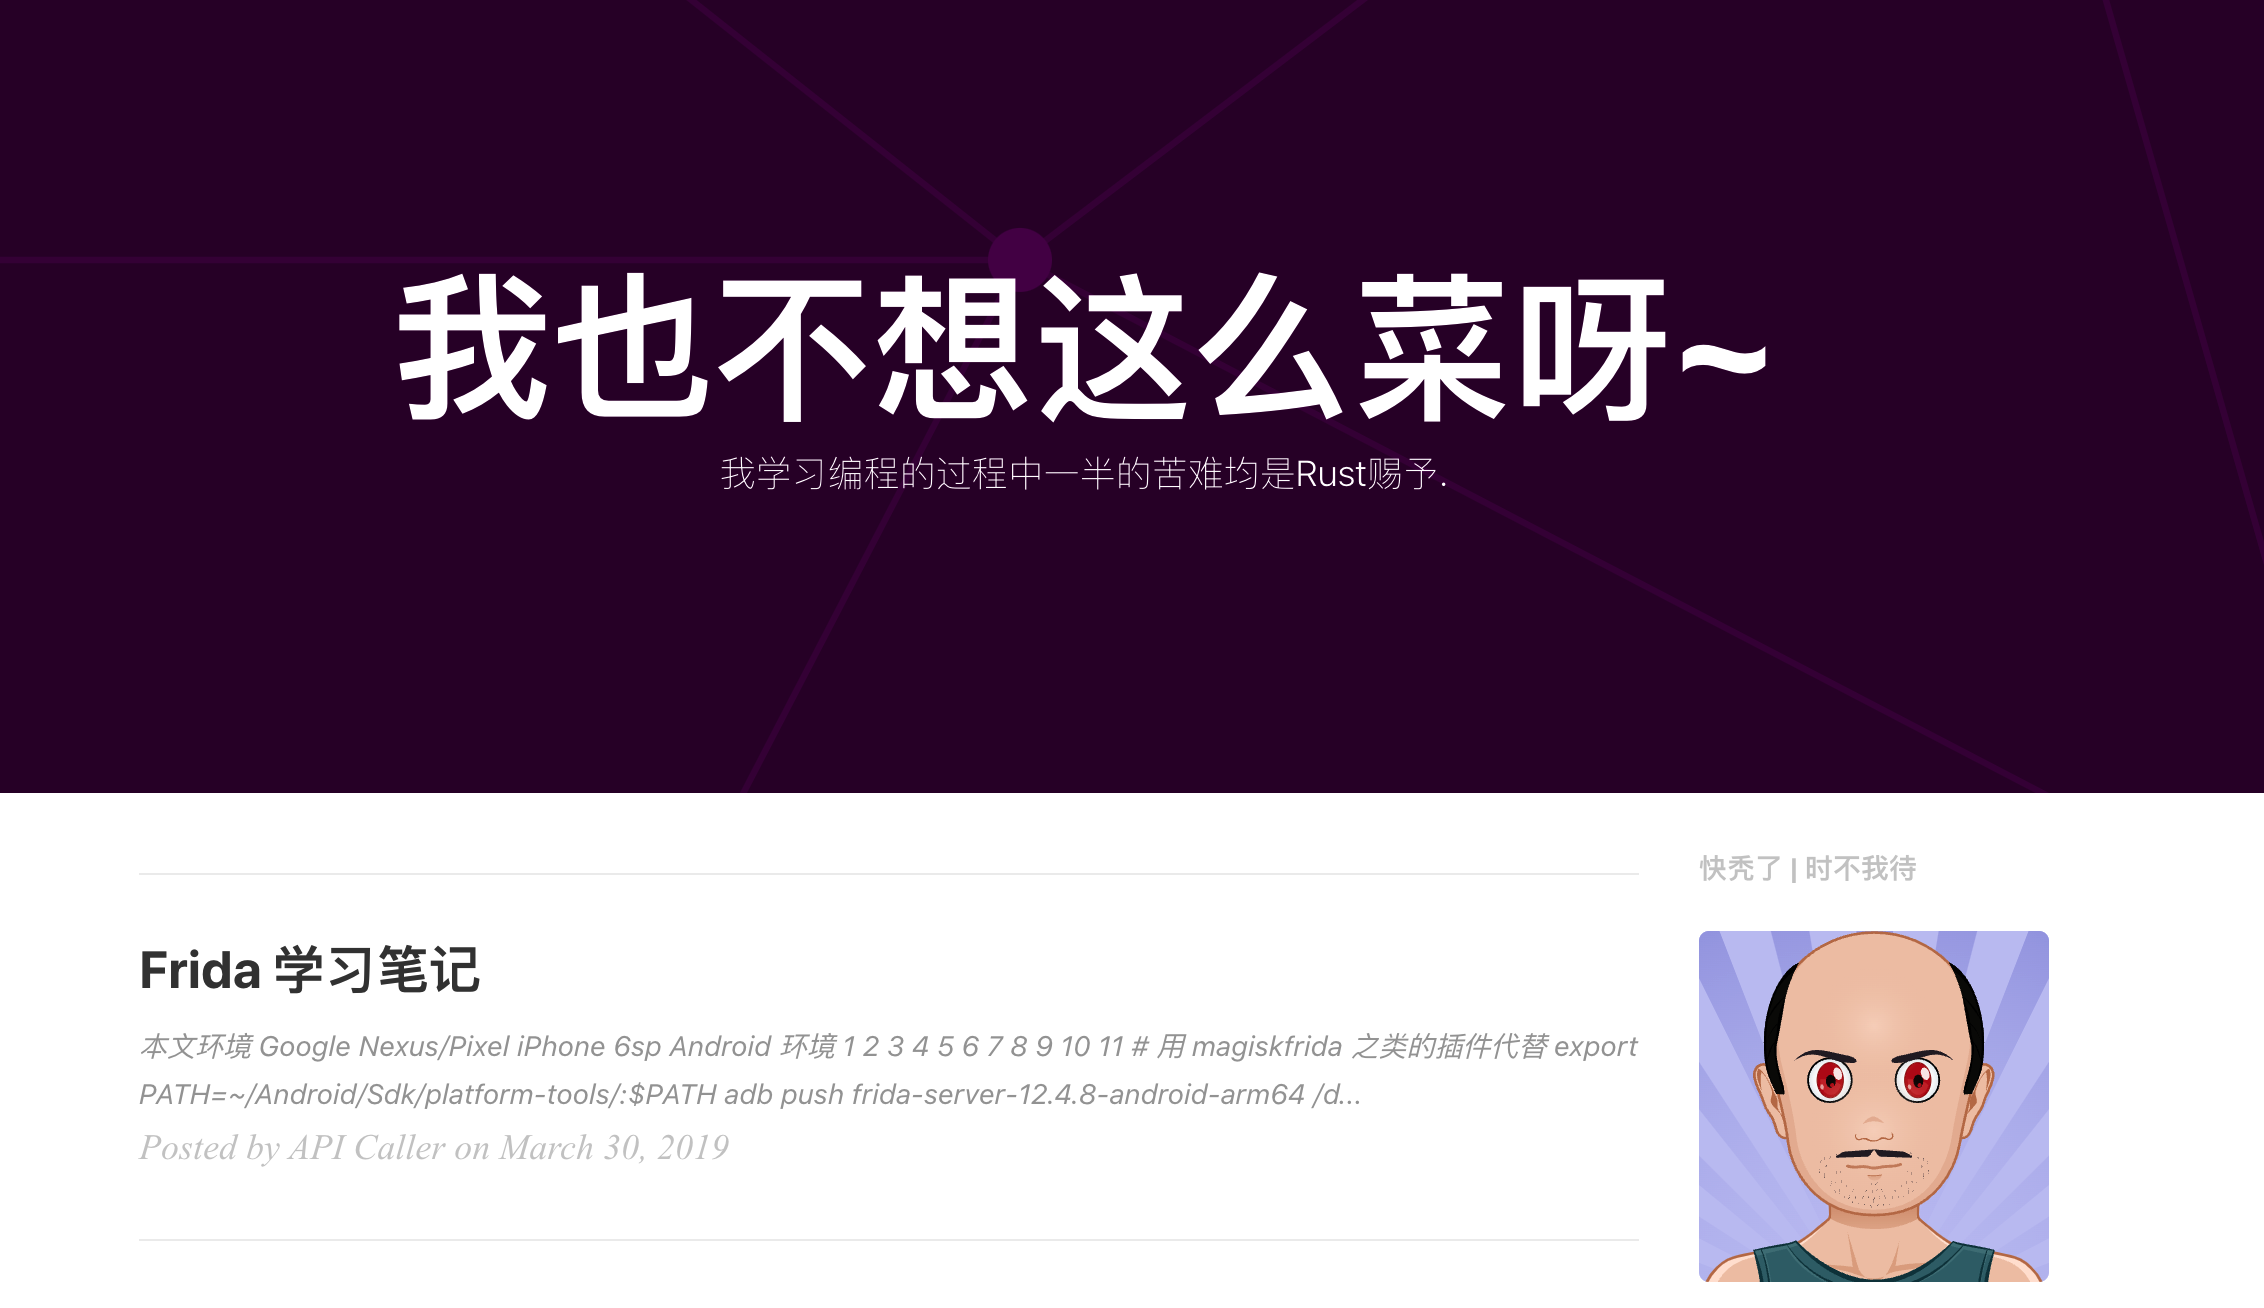 我也不想这么菜呀~
我学习编程的过程中一半的苦难均是Rust赐予.
快秃了 | 时不我待
Frida 学习笔记
本文环境 Google Nexus/Pixel iPhone 6sp Android 环境 1 2 3 4 5 6 7 8 9 10 11 # 用 magiskfrida 之类的插件代替 export
PATH=~/Android/Sdk/platform-tools/:$PATH adb push frida-server-12.4.8-android-arm64 /d...
Posted by API Caller on March 30, 2019